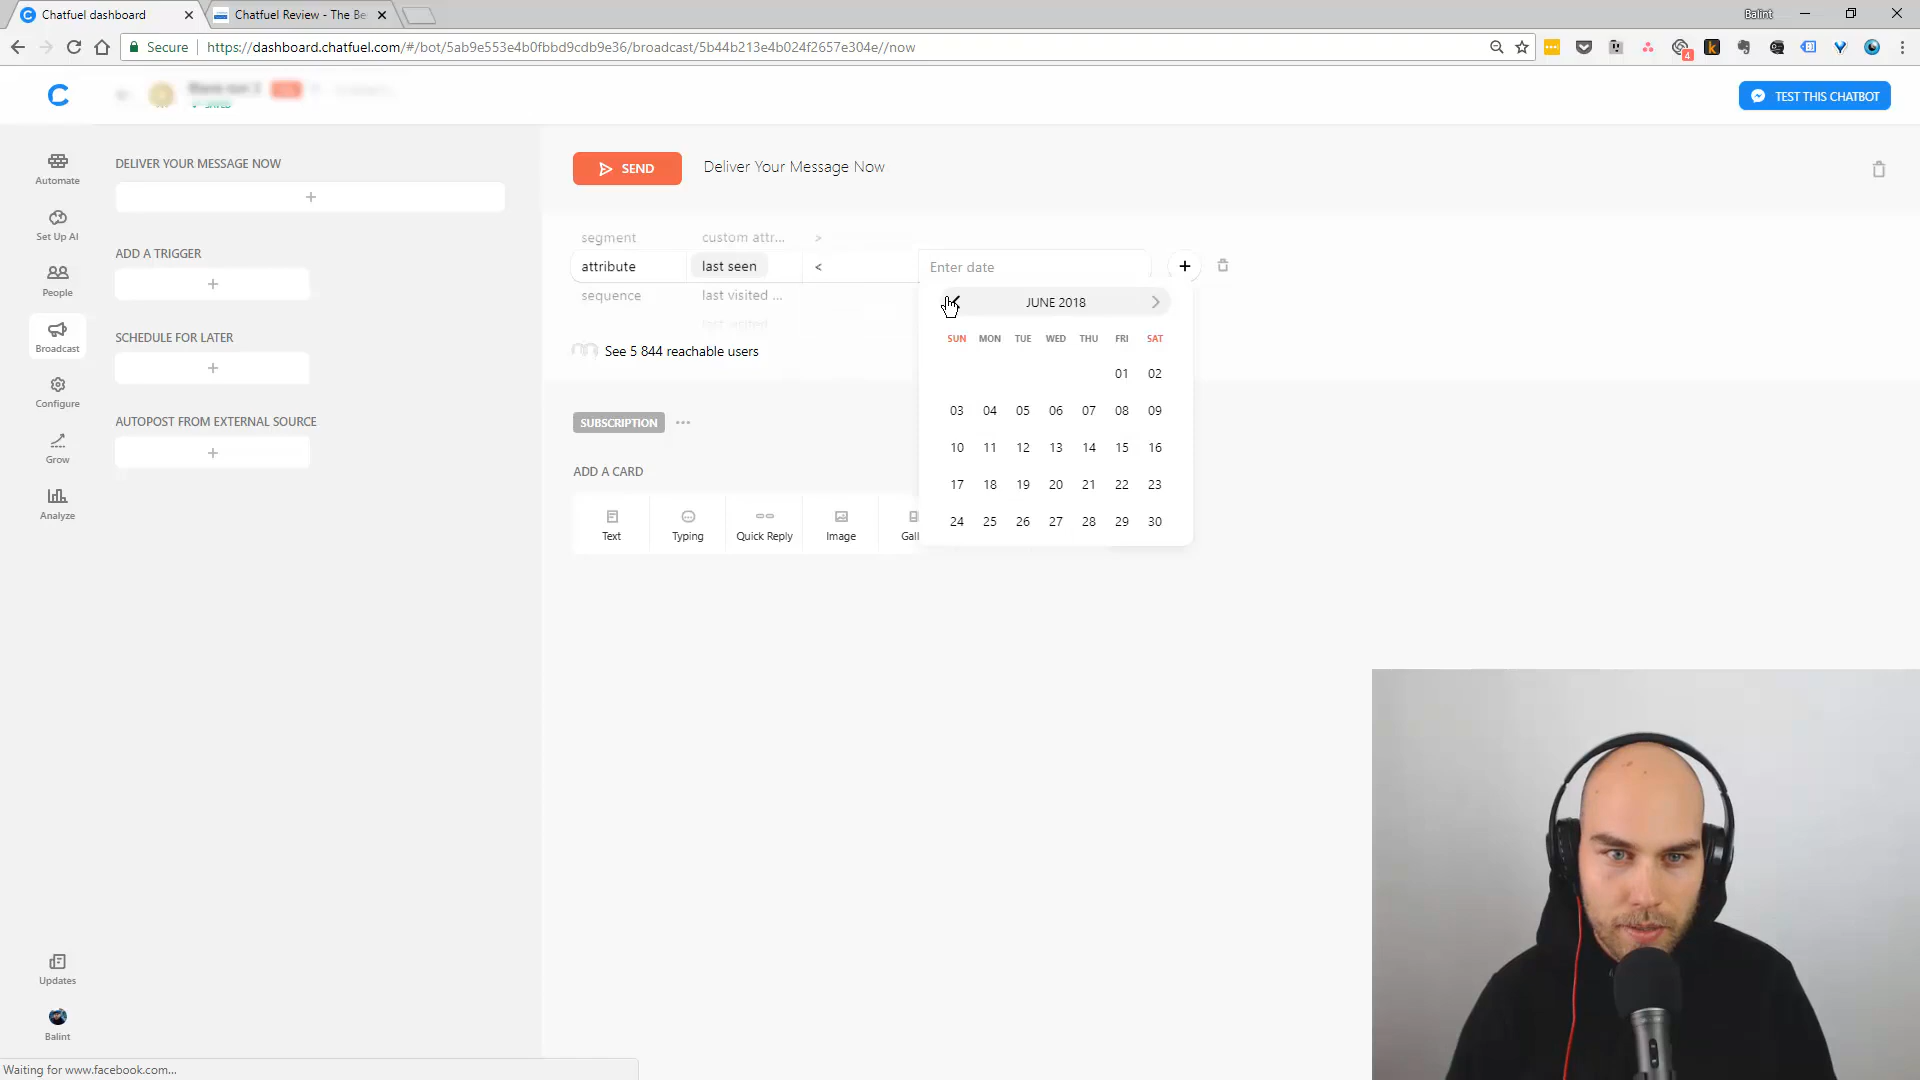 Chatfuel dashboard
Chatfuel Review - The Be
Balint
Secure
https://dashboard.chatfuel.com/#/bot/5ab9e553e4b0fbbd9cdb9e36/broadcast/5b44b213e4b024f2657e304e//now
4
TEST THIS CHATBOT
Automate
Set Up AI
People
Broadcast
Configure
Grow
Analyze
Updates
Balint
DELIVER YOUR MESSAGE NOW
+
ADD A TRIGGER
+
SCHEDULE FOR LATER
+
AUTOPOST FROM EXTERNAL SOURCE
+
SEND
Deliver Your Message Now
segment custom attr... >
attribute last seen < Enter date +
sequence last visited ...
See 5 844 reachable users
JUNE 2018
SUN MON TUE WED THU FRI SAT
01 02
03 04 05 06 07 08 09
10 11 12 13 14 15 16
17 18 19 20 21 22 23
24 25 26 27 28 29 30
SUBSCRIPTION ...
ADD A CARD
Text Typing Quick Reply Image Gall
Waiting for www.facebook.com...